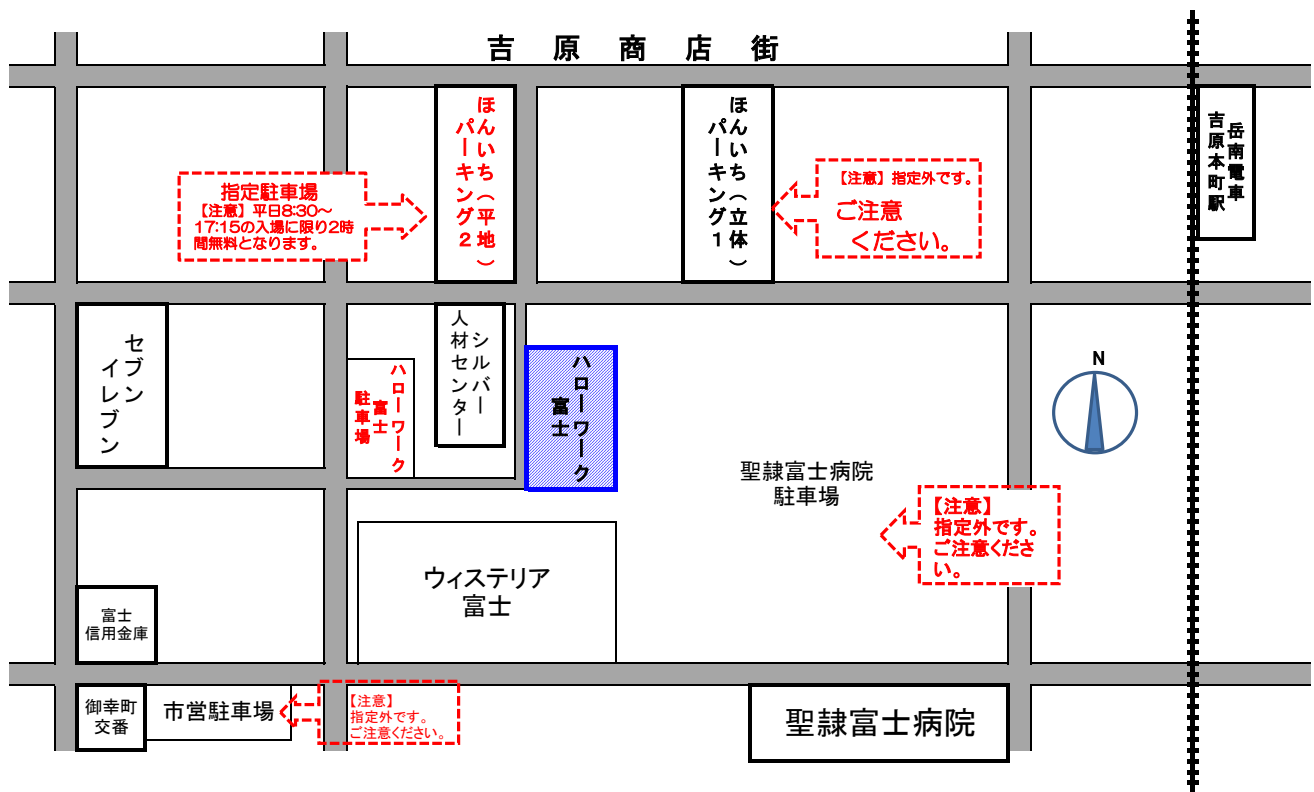 吉原商店街
ほんいち（平地）
パーキング2
ほんいち（立体）
パーキング1
岳南電車
吉原本町駅
指定駐車場
【注意】平日8:30～
17:15の入場に限り2時
間無料となります。
【注意】指定外です。
ご注意
ください。
セブン
イレブン
ハローワーク
富士
駐車場
シルバー
人材センター
ハローワーク
富士
N
聖隷富士病院
駐車場
【注意】
指定外です。
ご注意くださ
い。
ウィステリア
富士
富士
信用金庫
御幸町
交番
市営駐車場
【注意】
指定外です。
ご注意ください。
聖隷富士病院